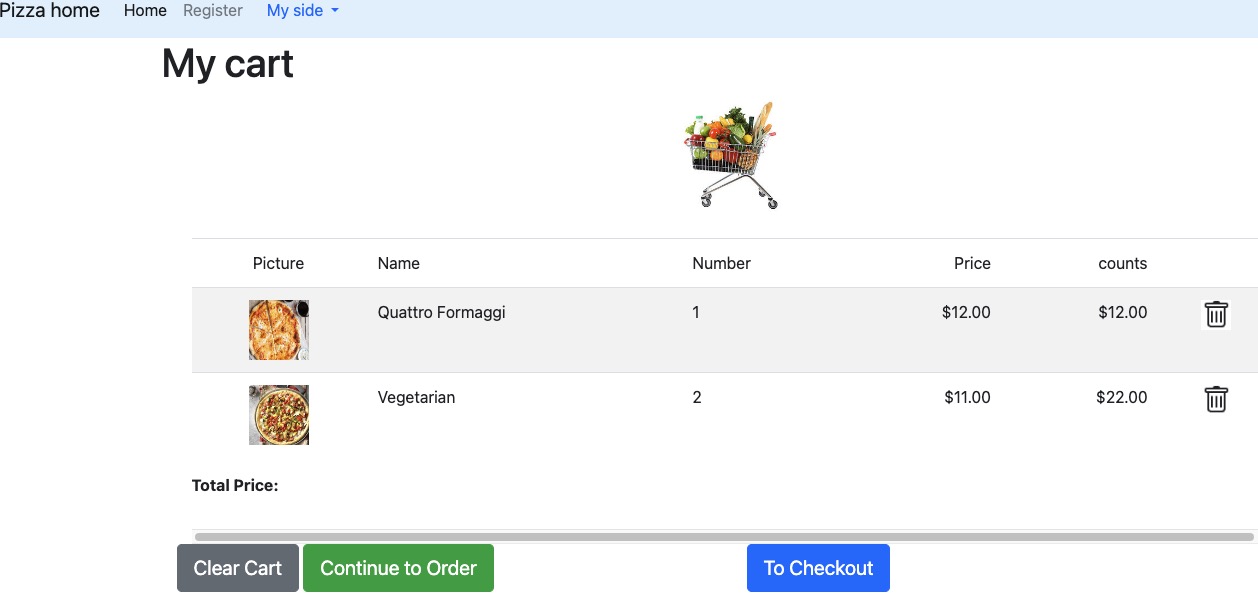 Pizza home Home Register My side
My cart
Picture Name Number Price counts
Quattro Formaggi 1 $12.00 $12.00
Vegetarian 2 $11.00 $22.00
Total Price:
Clear Cart Continue to Order To Checkout